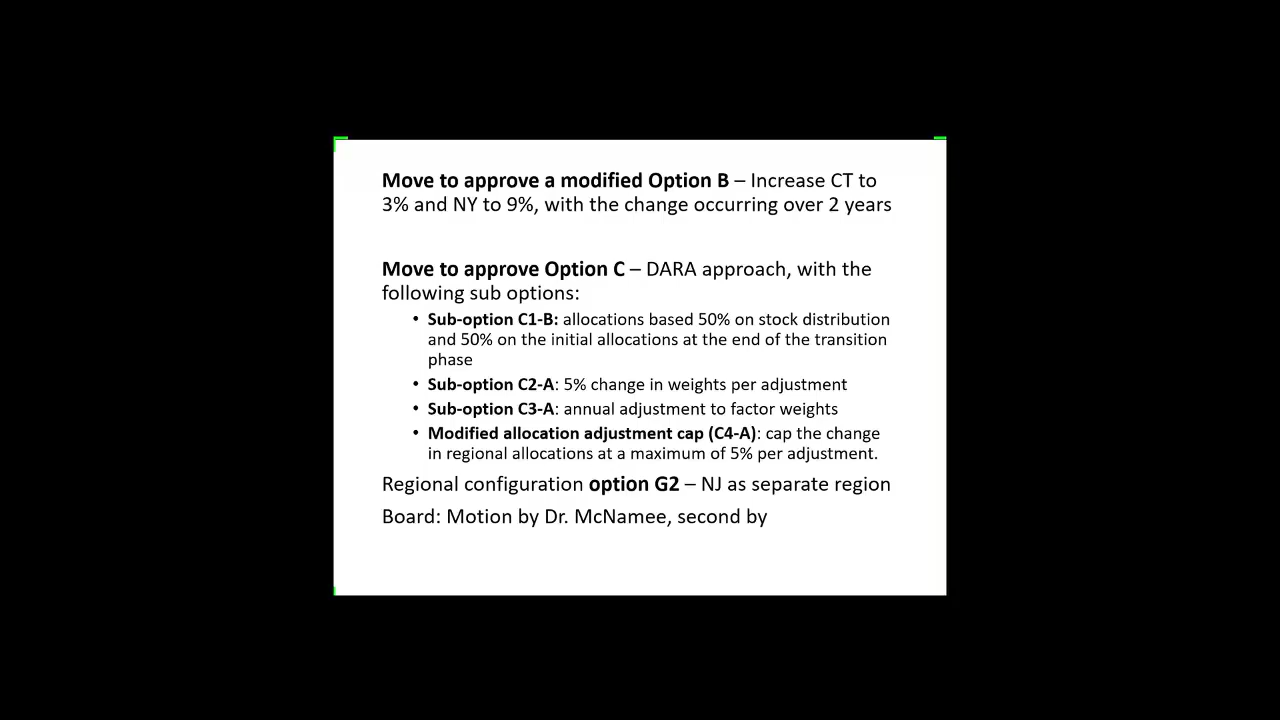 Move to approve a modified Option B – Increase CT to
3% and NY to 9%, with the change occurring over 2 years
Move to approve Option C – DARA approach, with the
following sub options:
• Sub-option C1-B: allocations based 50% on stock distribution
and 50% on the initial allocations at the end of the transition
phase
• Sub-option C2-A: 5% change in weights per adjustment
• Sub-option C3-A: annual adjustment to factor weights
• Modified allocation adjustment cap (C4-A): cap the change
in regional allocations at a maximum of 5% per adjustment.
Regional configuration option G2 – NJ as separate region
Board: Motion by Dr. McNamee, second by